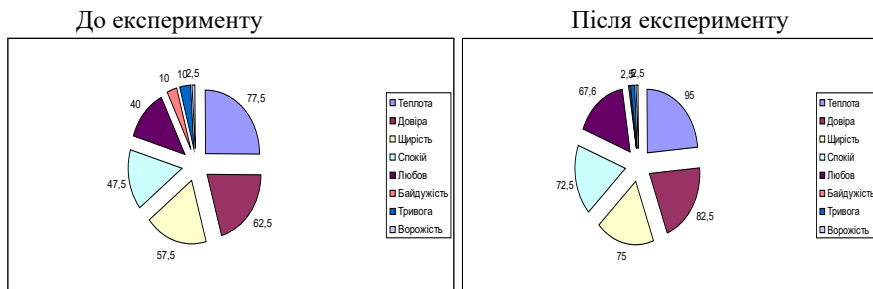 До експерименту
Після експерименту
77,5
62,5
57,5
47,5
40
10
10
2,5
Теплота
Довіра
Щирість
Спокій
Любов
Байдужість
Тривога
Ворожість
95
82,5
75
72,5
67,6
2,5
2,5
Теплота
Довіра
Щирість
Спокій
Любов
Байдужість
Тривога
Ворожість